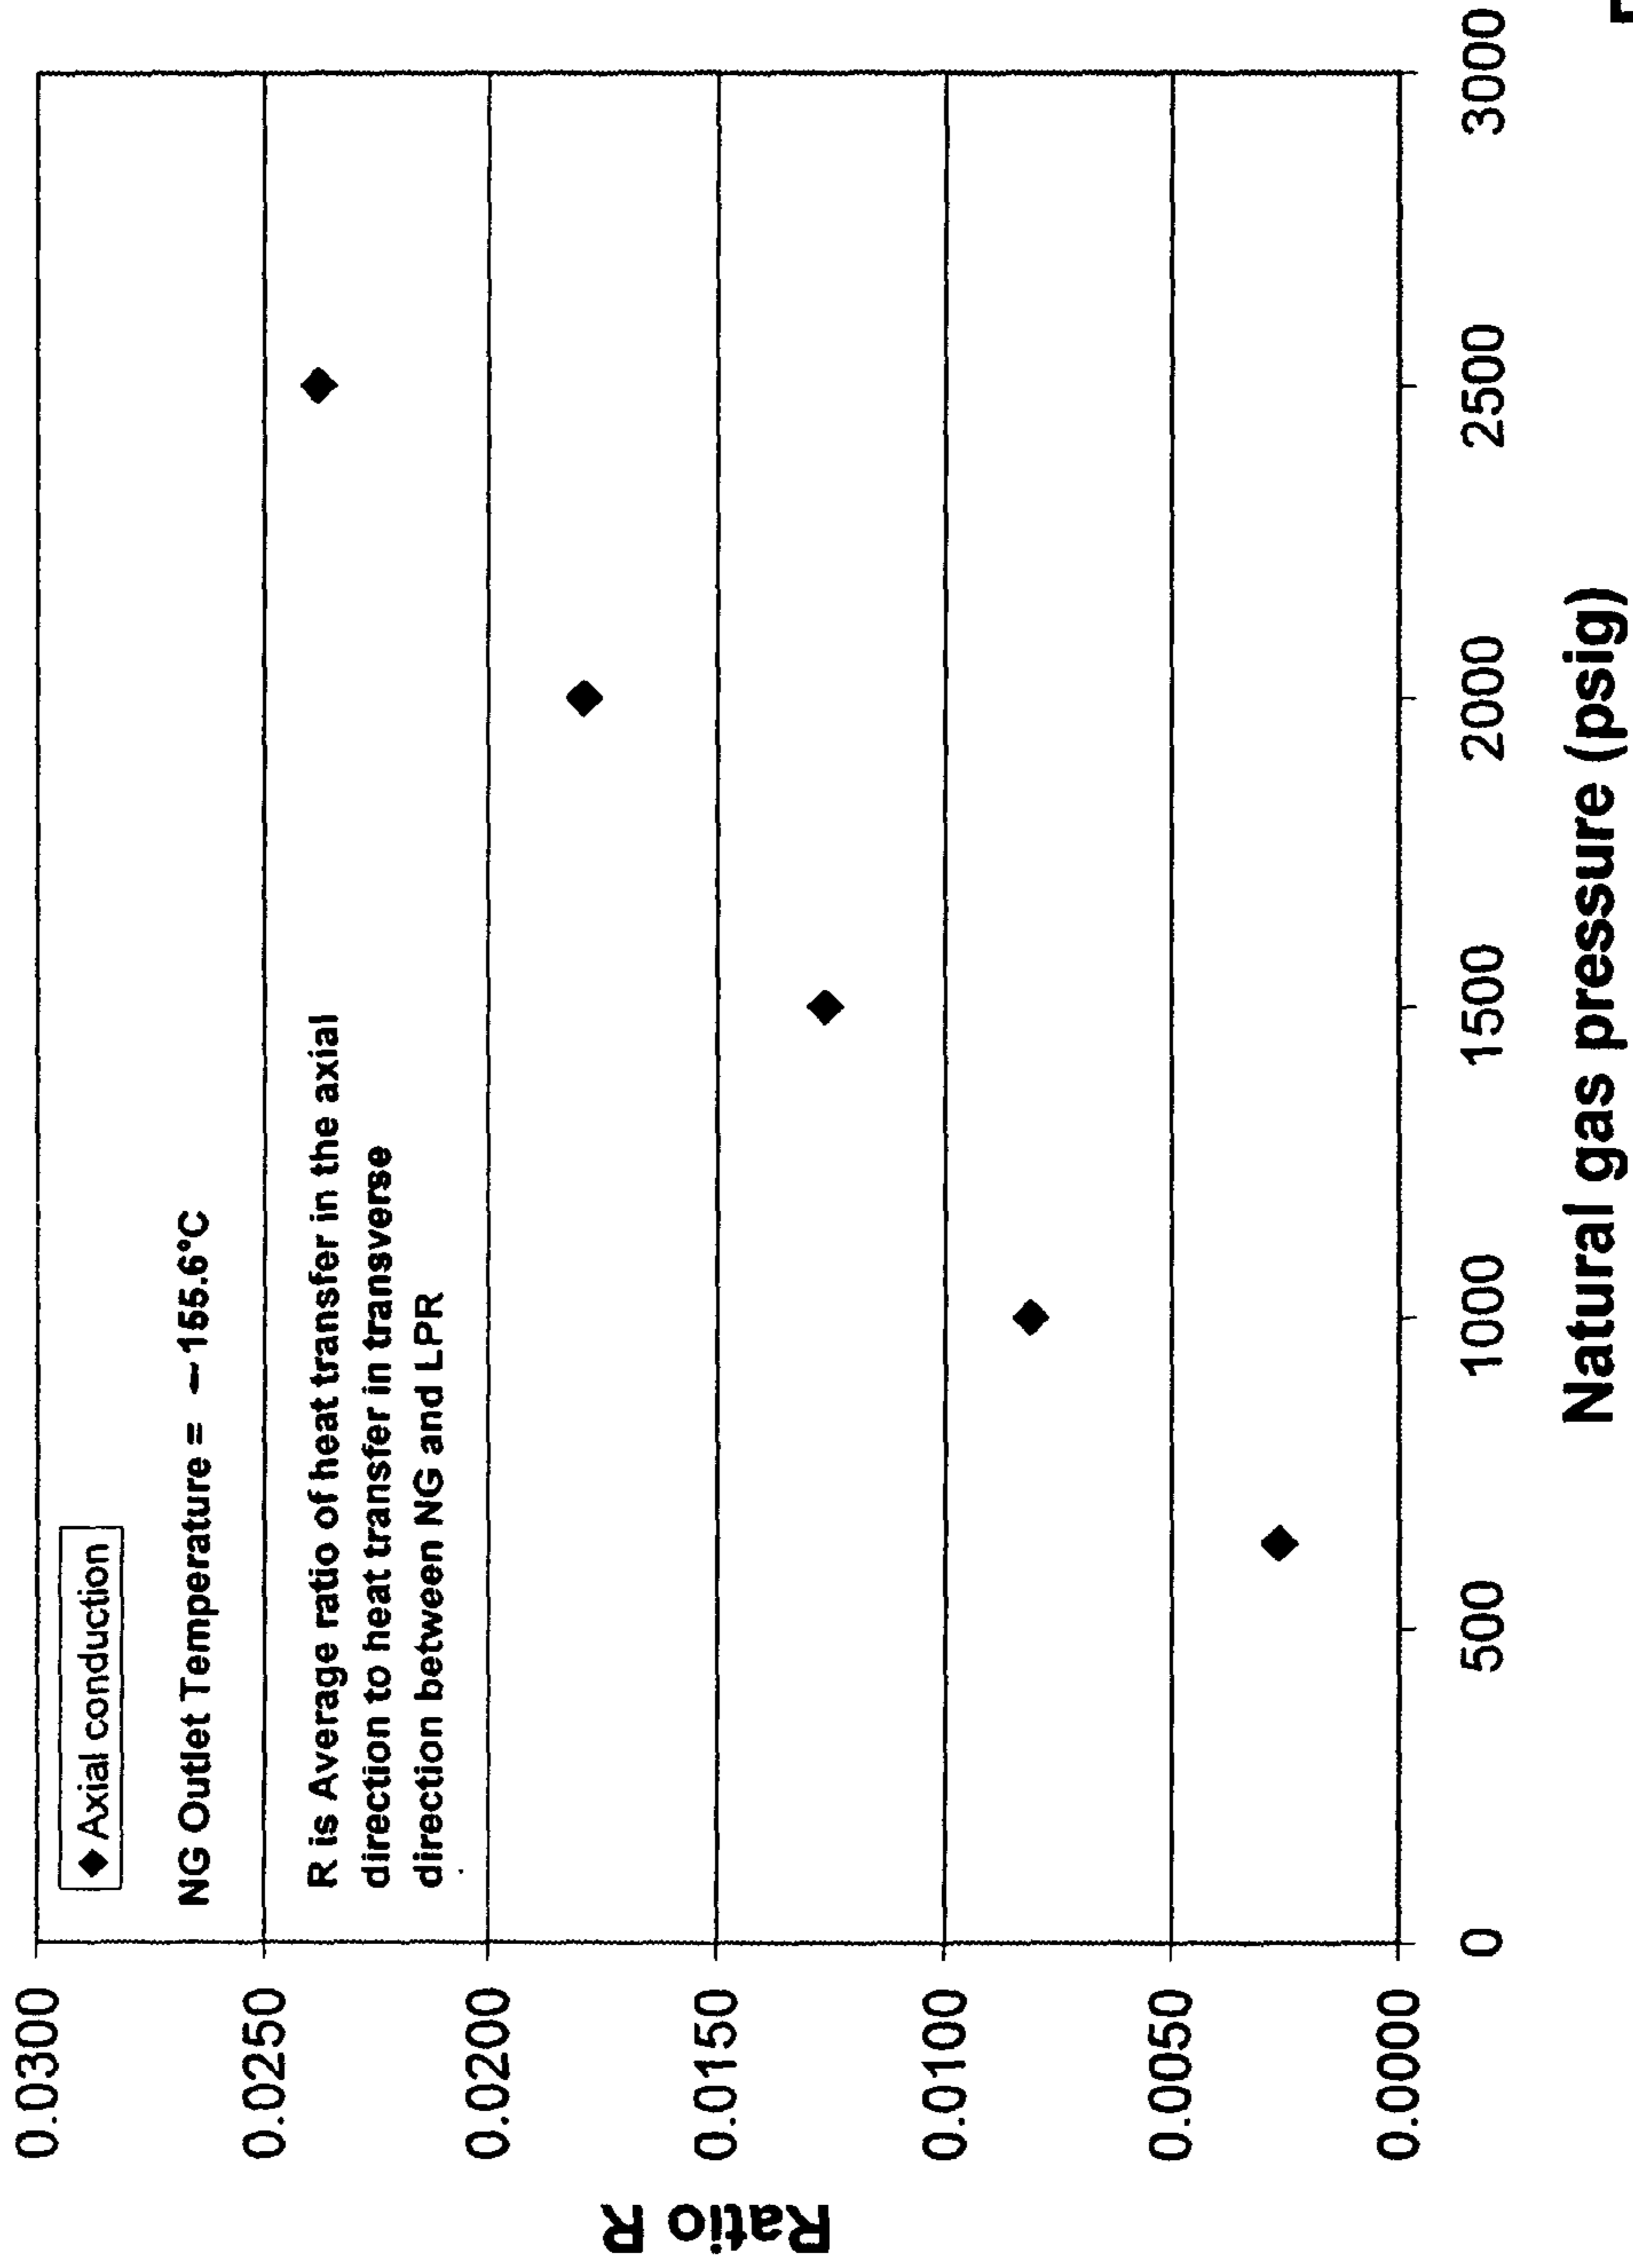 0.0300
0.0250
0.0200
0.0150
0.0100
0.0050
0.0000
Ratio R
Axial conduction
NG Outlet Temperature = -155.6°C
R is Average ratio of heat transfer in the axial
direction to heat transfer in transverse
direction between NG and LPR
0 500 1000 1500 2000 2500 3000
Natural gas pressure (psig)